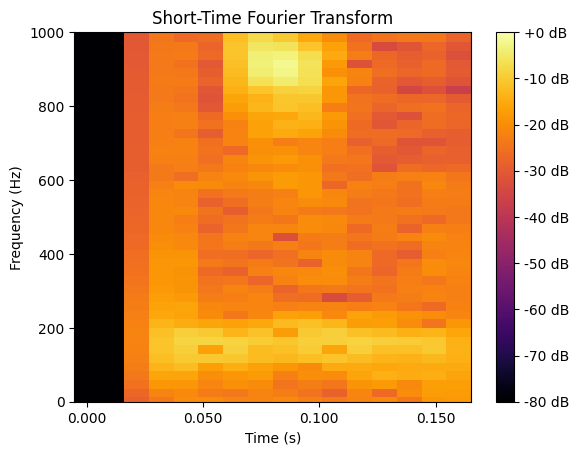 Short-Time Fourier Transform
1000
800
600
400
200
0
Frequency (Hz)
0.000
0.050
0.100
0.150
Time (s)
+0 dB
-10 dB
-20 dB
-30 dB
-40 dB
-50 dB
-60 dB
-70 dB
-80 dB